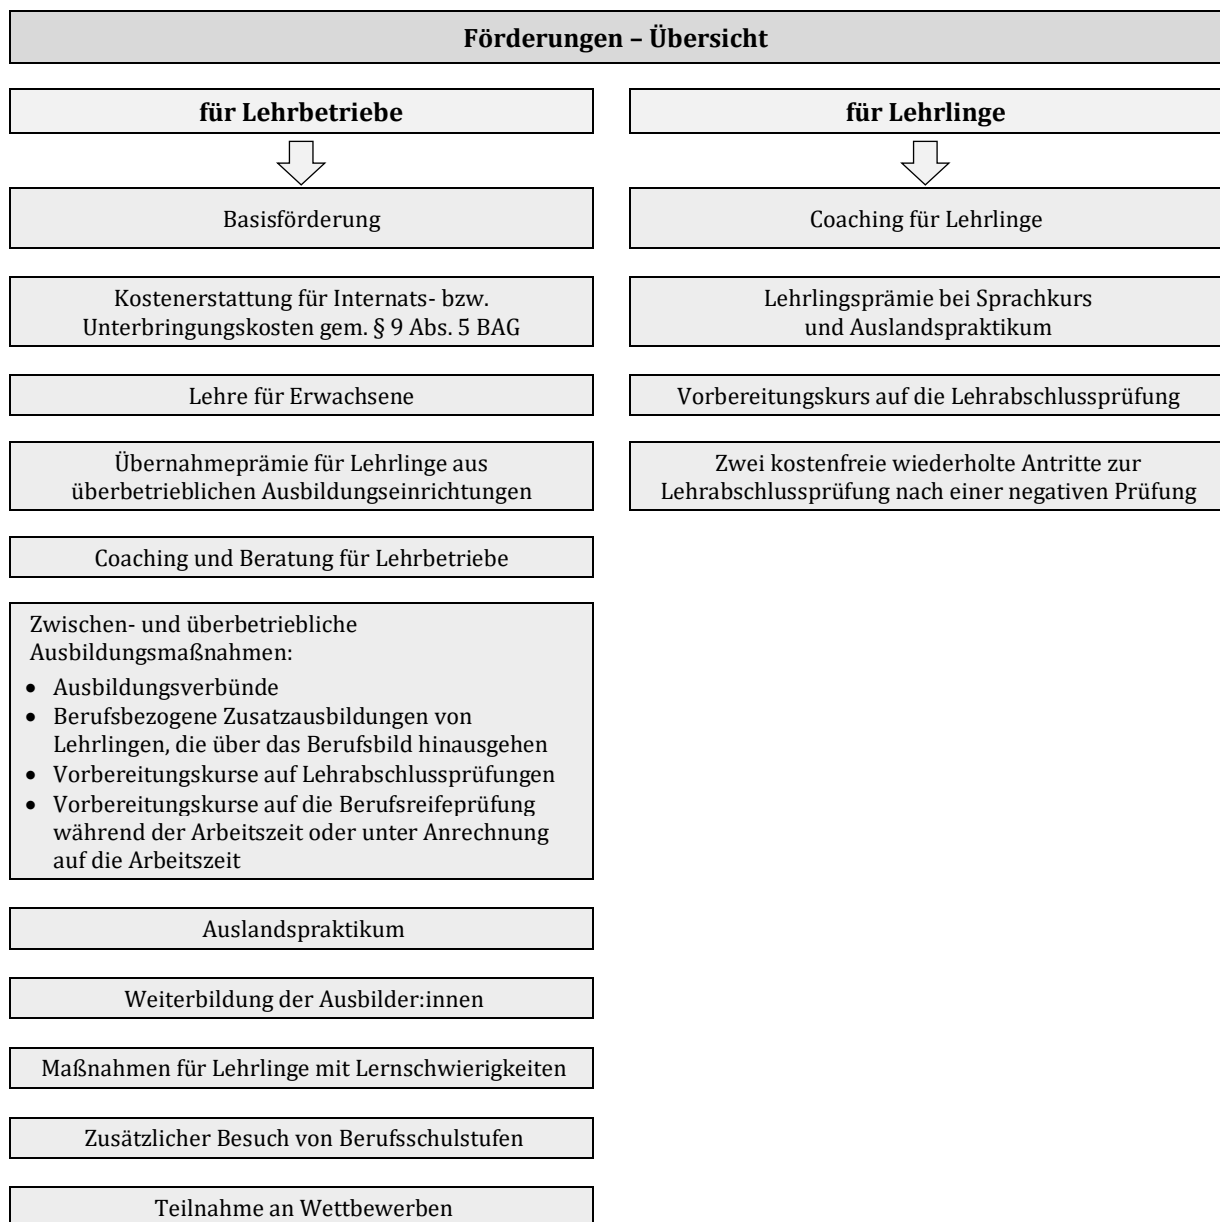 Förderungen – Übersicht
für Lehrbetriebe
Basisförderung
Kostenerstattung für Internats- bzw.
Unterbringungskosten gem. § 9 Abs. 5 BAG
Lehre für Erwachsene
Übernahmeprämie für Lehrlinge aus
überbetrieblichen Ausbildungseinrichtungen
Coaching und Beratung für Lehrbetriebe
Zwischen- und überbetriebliche
Ausbildungsmaßnahmen:
• Ausbildungsverbünde
• Berufsbezogene Zusatzausbildungen von
Lehrlingen, die über das Berufsbild hinausgehen
• Vorbereitungskurse auf Lehrabschlussprüfungen
• Vorbereitungskurse auf die Berufsreifeprüfung
während der Arbeitszeit oder unter Anrechnung
auf die Arbeitszeit
Auslandspraktikum
Weiterbildung der Ausbilder:innen
Maßnahmen für Lehrlinge mit Lernschwierigkeiten
Zusätzlicher Besuch von Berufsschulstufen
Teilnahme an Wettbewerben
für Lehrlinge
Coaching für Lehrlinge
Lehrlingsprämie bei Sprachkurs
und Auslandspraktikum
Vorbereitungskurs auf die Lehrabschlussprüfung
Zwei kostenfreie wiederholte Antritte zur
Lehrabschlussprüfung nach einer negativen Prüfung